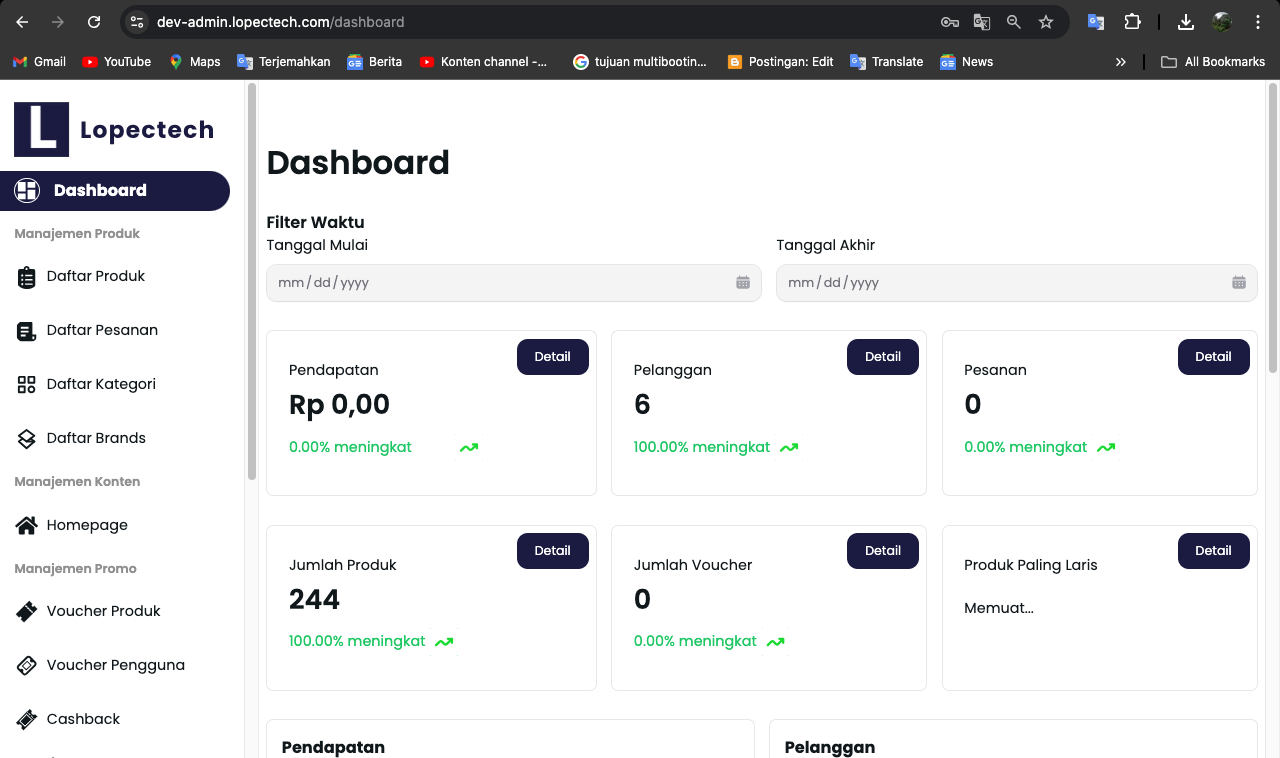 dev-admin.lopectech.com/dashboard
Gmail
YouTube
Maps
Terjemahkan
Berita
Konten channel -...
tujuan multibootin...
Postingan: Edit
Translate
News
»
All Bookmarks
L
Lopectech
Dashboard
Manajemen Produk
Daftar Produk
Daftar Pesanan
Daftar Kategori
Daftar Brands
Manajemen Konten
Homepage
Manajemen Promo
Voucher Produk
Voucher Pengguna
Cashback
Dashboard
Filter Waktu
Tanggal Mulai
Tanggal Akhir
mm/dd/yyyy
mm/dd/yyyy
Pendapatan
Detail
Rp 0,00
0.00% meningkat
Pelanggan
Detail
6
100.00% meningkat
Pesanan
Detail
0
0.00% meningkat
Jumlah Produk
Detail
244
100.00% meningkat
Jumlah Voucher
Detail
0
0.00% meningkat
Produk Paling Laris
Detail
Memuat...
Pendapatan
Pelanggan